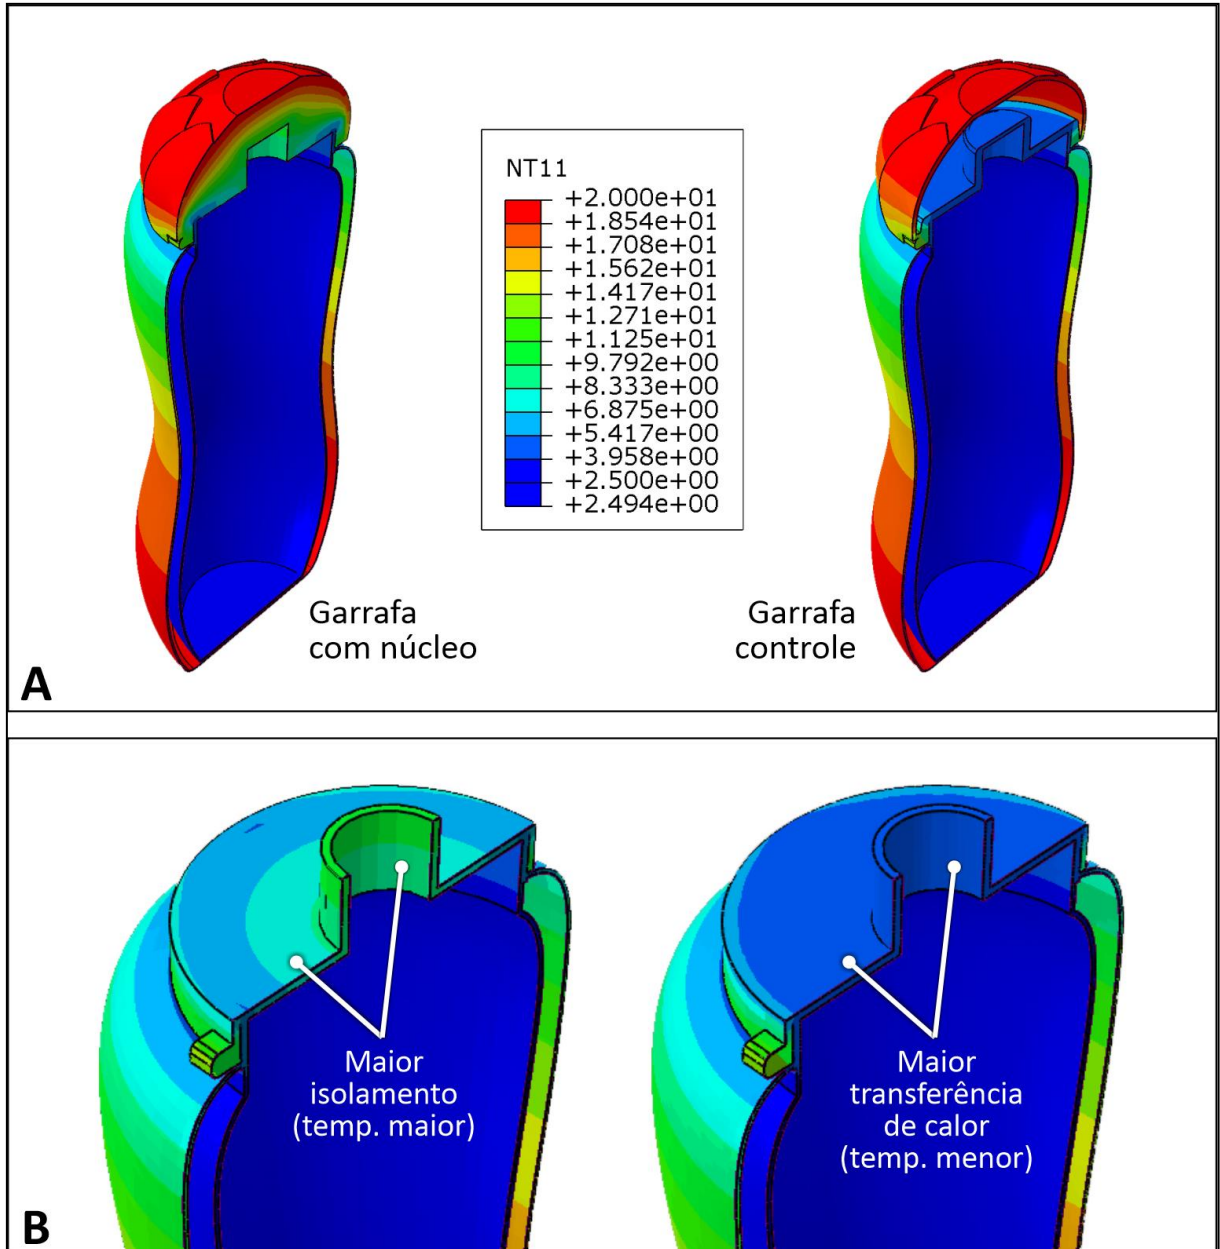 NT11
+2.000e+01
+1.854e+01
+1.708e+01
+1.562e+01
+1.417e+01
+1.271e+01
+1.125e+01
+9.792e+00
+8.333e+00
+6.875e+00
+5.417e+00
+3.958e+00
+2.500e+00
+2.494e+00
Garrafa
com núcleo
Garrafa
controle
A
Maior
isolamento
(temp. maior)
Maior
transferência
de calor
(temp. menor)
B